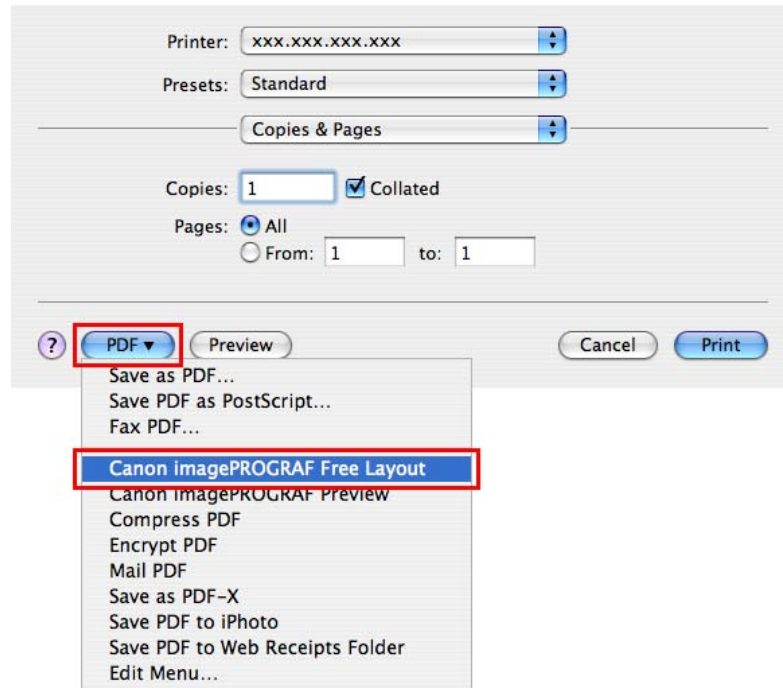 Printer: xxx.xxx.xxx.xxx
Presets: Standard
Copies & Pages
Copies: 1 Collated
Pages: All
From: 1 to: 1
? PDF Preview Cancel Print
Save as PDF...
Save PDF as PostScript...
Fax PDF...
Canon imagePROGRAF Free Layout
Canon imagePROGRAF Preview
Compress PDF
Encrypt PDF
Mail PDF
Save as PDF-X
Save PDF to iPhoto
Save PDF to Web Receipts Folder
Edit Menu...